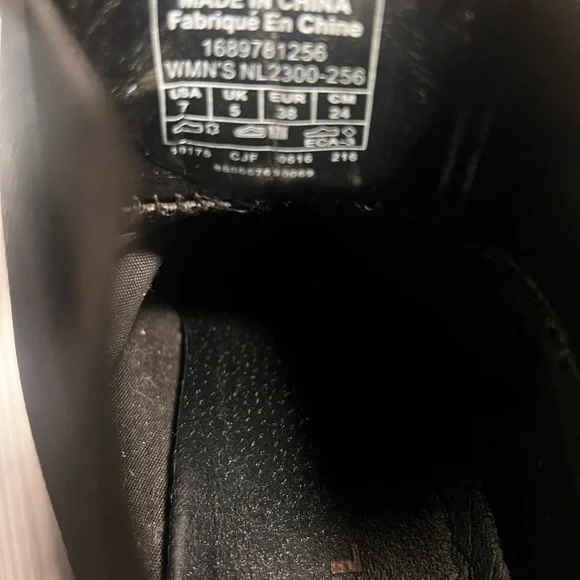 MADE IN CHINA
Fabriqué En Chine
1689781256
WMN'S NL2300-256
USA UK EUR CM
7 5 38 24
ECA-3
CJF 0616 216